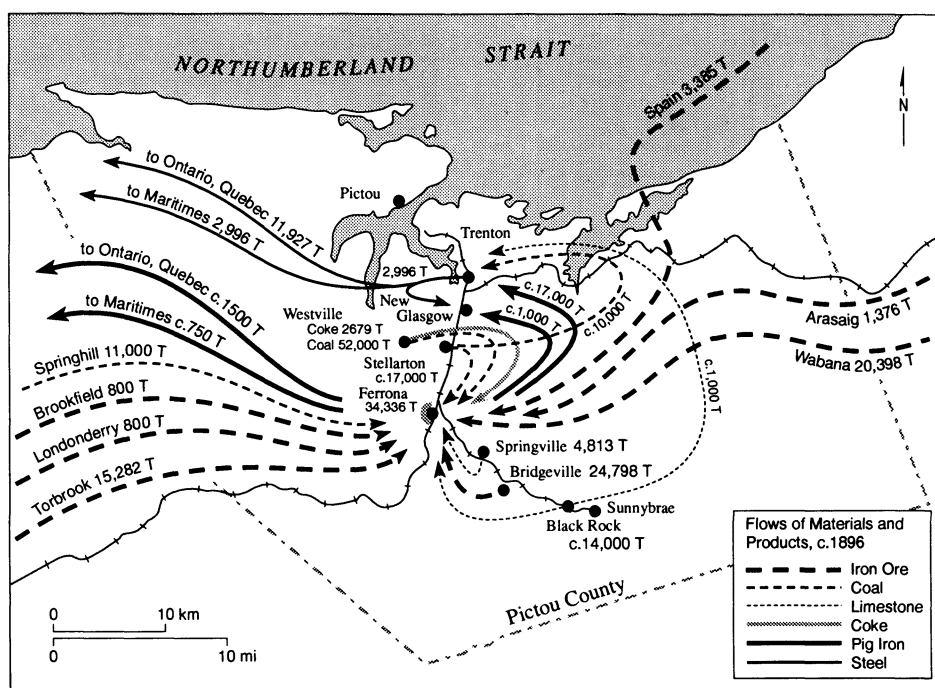 NORTHUMBERLAND STRAIT
Spain 3,385 T
N
to Ontario, Quebec 11,927 T
to Maritimes 2,996 T
Pictou
Trenton
2,996 T
to Ontario, Quebec c.1500 T
to Maritimes c.750 T
New
Glasgow
c.17,000 T
c.1,000 T
c.10,000 T
Arasaig 1,376 T
Wabana 20,398 T
c.1,000 T
Westville
Coke 2679 T
Coal 52,000 T
Stellarton
c.17,000 T
Ferrona
34,336 T
Springhill 11,000 T
Brookfield 800 T
Londonderry 800 T
Torbrook 15,282 T
Springville 4,813 T
Bridgeville 24,798 T
Sunnybrae
Black Rock
c.14,000 T
Pictou County
0 10 km
0 10 mi
Flows of Materials and
Products, c.1896
Iron Ore
Coal
Limestone
Coke
Pig Iron
Steel